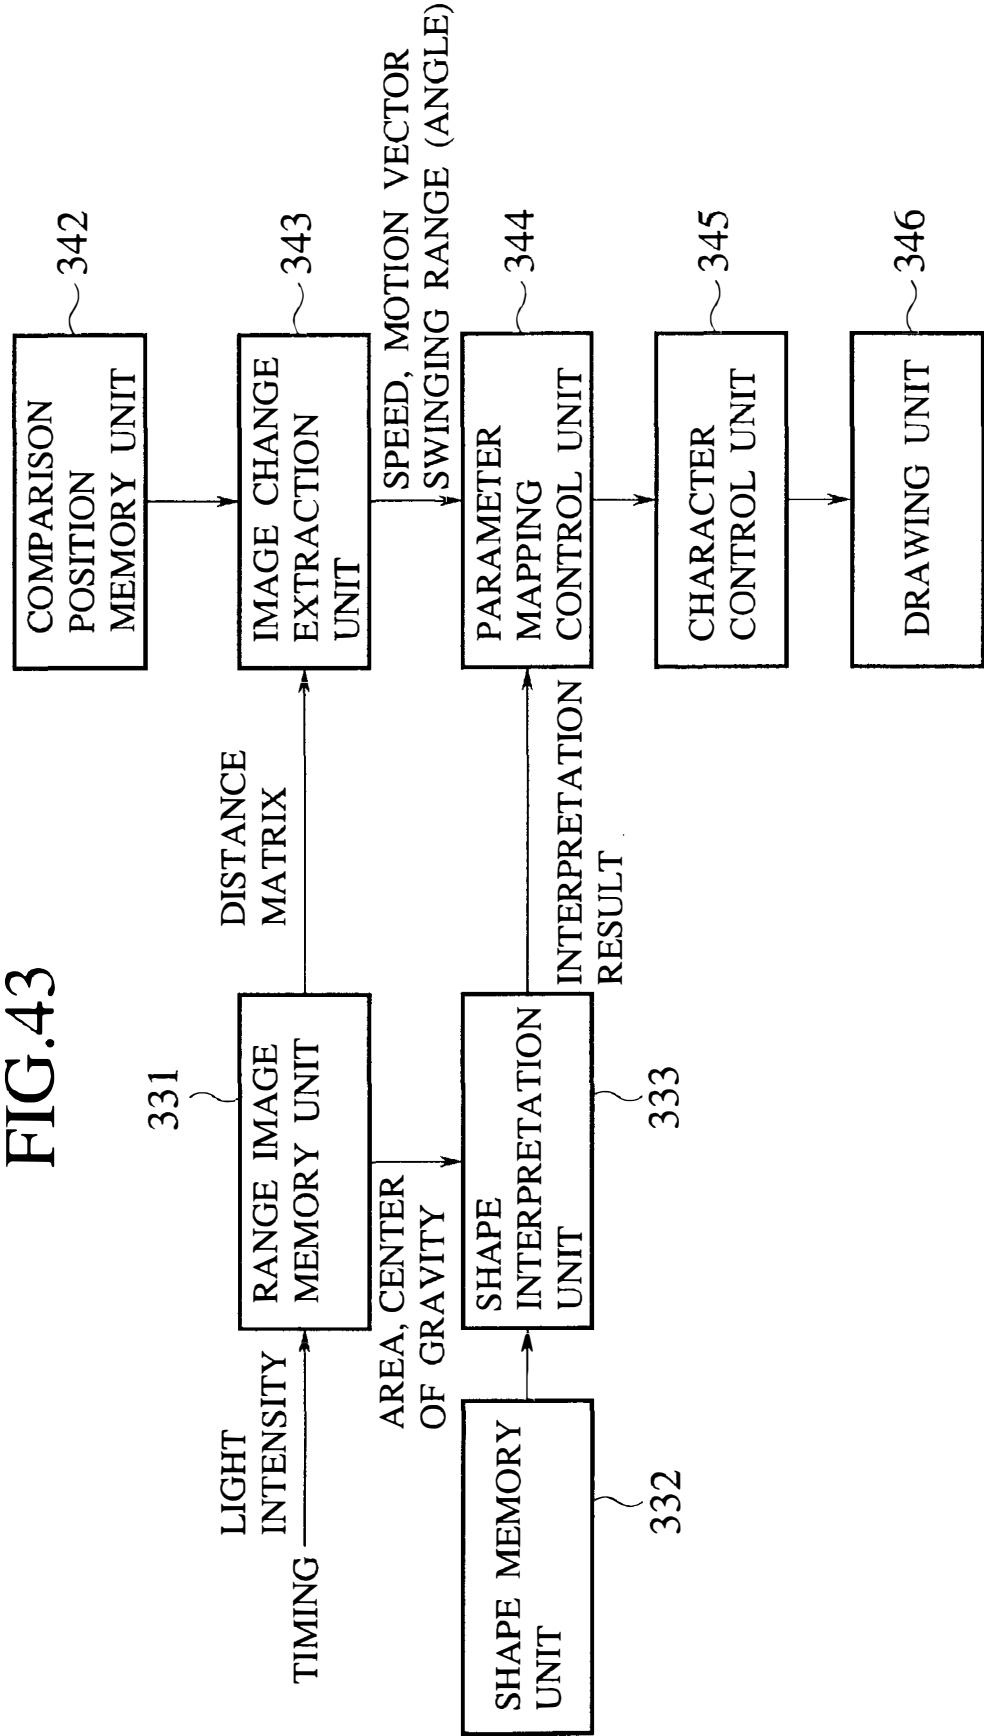 FIG.43
LIGHT
INTENSITY
TIMING
331
RANGE IMAGE
MEMORY UNIT
DISTANCE
MATRIX
COMPARISON
POSITION
MEMORY UNIT
342
IMAGE CHANGE
EXTRACTION
UNIT
343
AREA, CENTER
OF GRAVITY
SPEED, MOTION VECTOR
SWINGING RANGE (ANGLE)
SHAPE MEMORY
UNIT
332
SHAPE
INTERPRETATION
UNIT
333
INTERPRETATION
RESULT
PARAMETER
MAPPING
CONTROL UNIT
344
CHARACTER
CONTROL UNIT
345
DRAWING UNIT
346